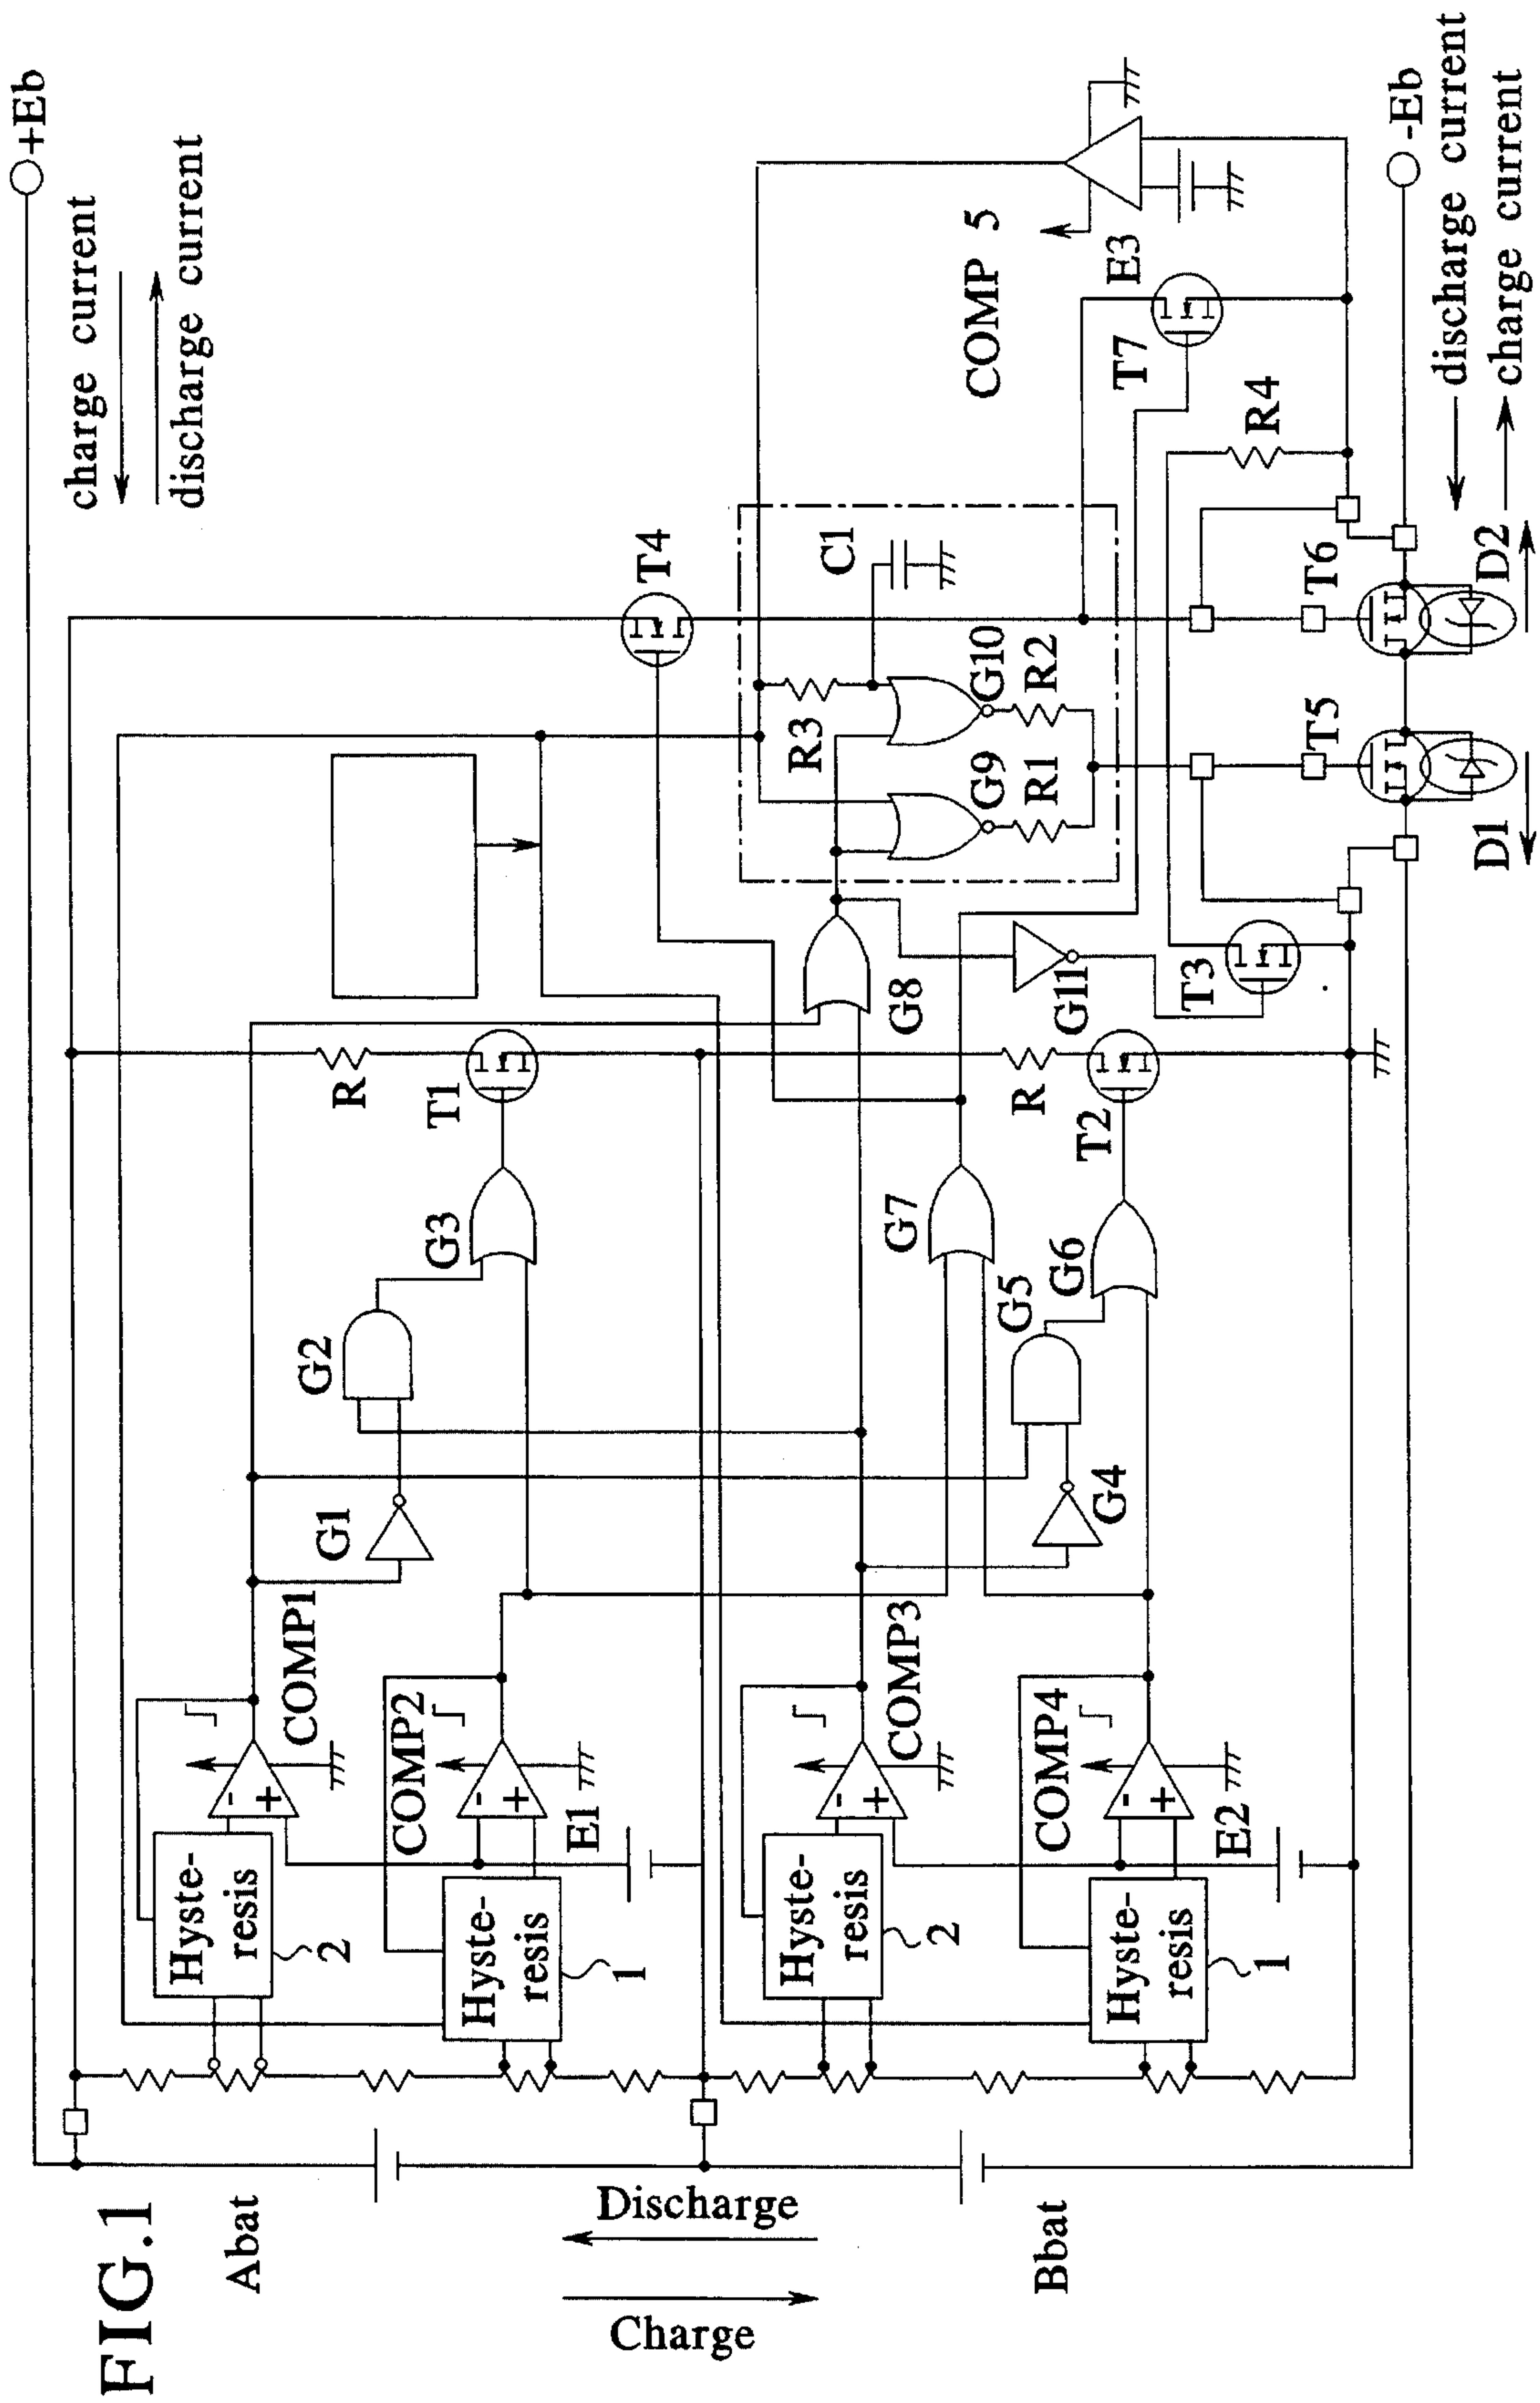 FIG.1
+Eb
charge current
discharge current
Abat
Hyste-
resis
2
-
+
COMP1
G1
G2
G3
R
T1
T4
COMP2
-
+
E1
Hyste-
resis
1
Discharge
Charge
Bbat
Hyste-
resis
2
-
+
COMP3
G7
G8
R3
C1
G9
G10
R1
R2
COMP 5
E3
COMP4
-
+
E2
Hyste-
resis
1
G4
G5
G6
R
T2
G11
T3
T7
R4
T5
T6
D1
D2
-Eb
discharge current
charge current